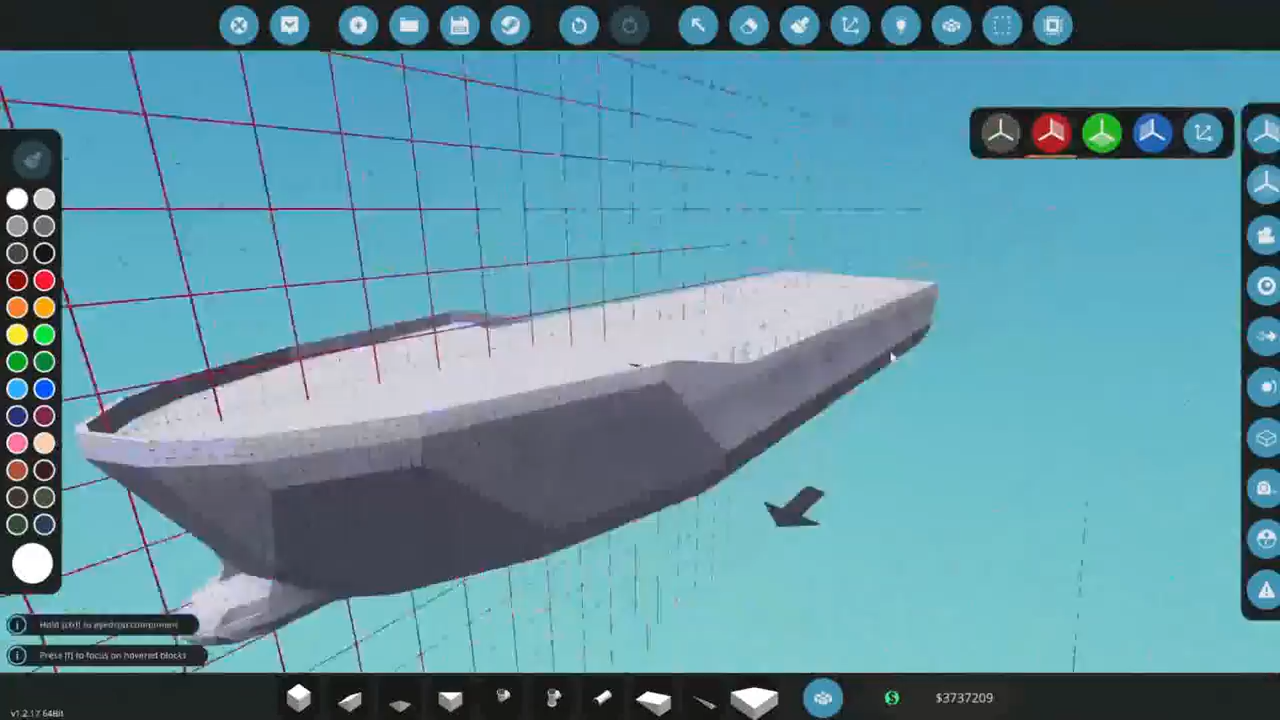 Hold [ctrl] to eyedrop component
Press [f] to focus on hovered blocks
$3737209
v1.2.17 64Bit